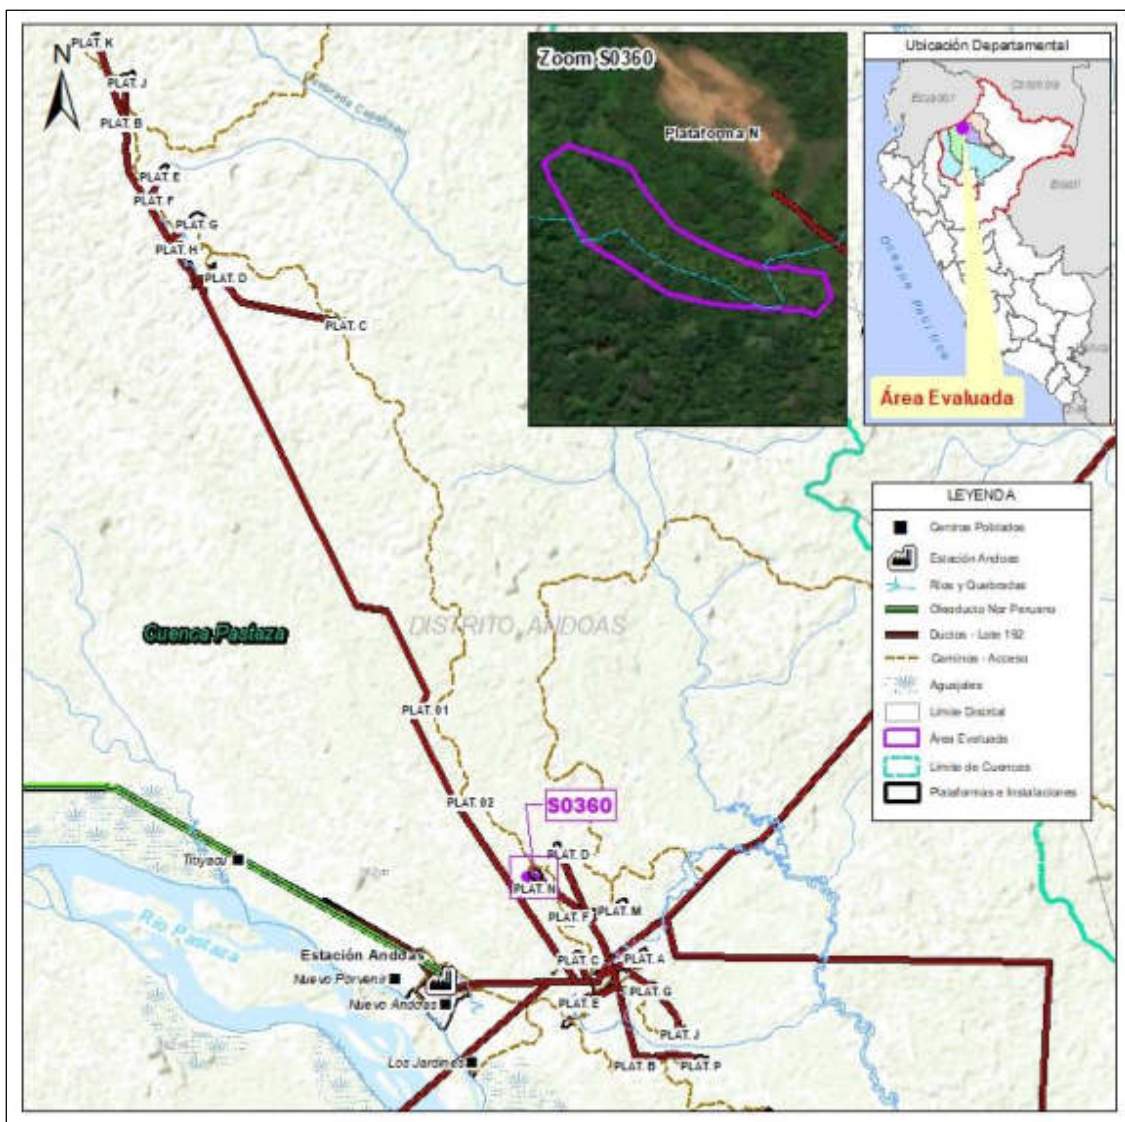 N
PLAT. K
PLAT. J
PLAT. B
PLAT. E
PLAT. F
PLAT. G
PLAT. H
PLAT. D
PLAT. C
Zoom S0360
Plataforma N
Ubicación Departamental
Ecuador
Colombia
Brasil
Océano Pacífico
Área Evaluada
LEYENDA
Centros Poblados
Estación Andoas
Ríos y Quebradas
Oleoducto Nor Peruano
Ductos - Lote 192
Caminos - Acceso
Aguajales
Límite Distrital
Área Evaluada
Límite de Cuencas
Plataformas e Instalaciones
Cuenca Pastaza
DISTRITO, ANDOAS
PLAT. 01
PLAT. 02
S0360
PLAT. D
PLAT. N
PLAT. F
PLAT. M
Río Pastaza
Estación Andoas
PLAT. C
PLAT. A
Nuevo Porvenir
Nuevo Andoas
PLAT. E
PLAT. G
PLAT. J
Los Jardines
PLAT. B
PLAT. P